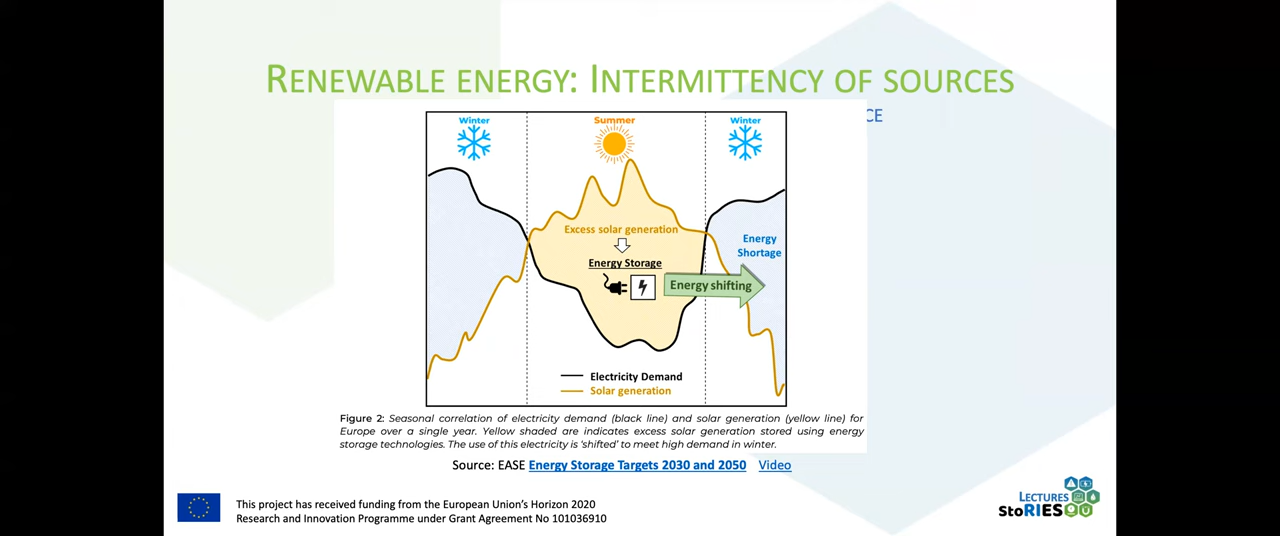 RENEWABLE ENERGY: INTERMITTENCY OF SOURCES
CE
Winter
Summer
Winter
Excess solar generation
Energy Storage
Energy Shortage
Energy shifting
Electricity Demand
Solar generation
Figure 2: Seasonal correlation of electricity demand (black line) and solar generation (yellow line) for
Europe over a single year. Yellow shaded are indicates excess solar generation stored using energy
storage technologies. The use of this electricity is 'shifted' to meet high demand in winter.
Source: EASE Energy Storage Targets 2030 and 2050 Video
This project has received funding from the European Union's Horizon 2020
Research and Innovation Programme under Grant Agreement No 101036910
LECTURES
StoRIES